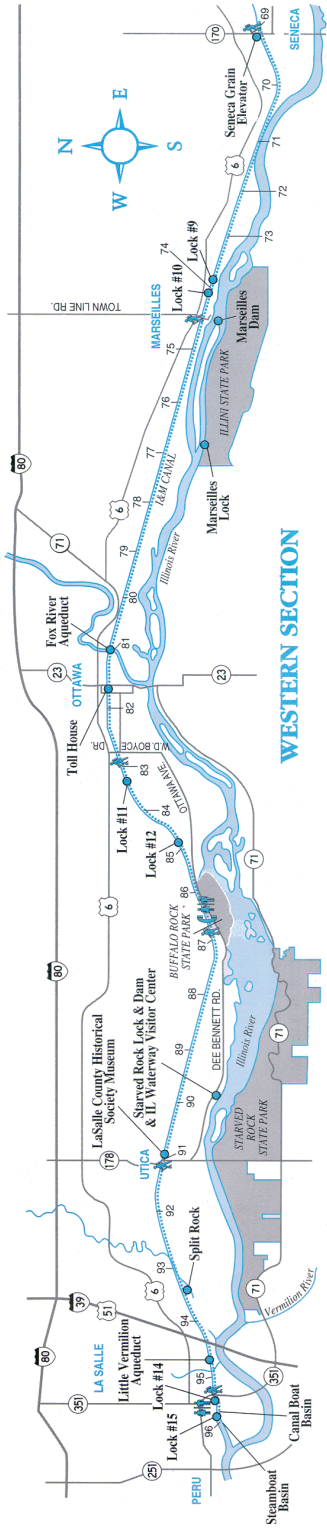 WESTERN SECTION
N
E
S
W
80
251
351
PERU
LA SALLE
39
51
80
6
Little Vermilion
Aqueduct
Lock #14
Lock #15
96
95
94
93
92
Steamboat
Basin
Canal Boat
Basin
351
Split Rock
Vermilion River
71
178
UTICA
91
LaSalle County Historical
Society Museum
Starved Rock Lock & Dam
& IL Waterway Visitor Center
90
89
88
DEE BENNETT RD.
Illinois River
STARVED
ROCK
STATE PARK
71
80
6
BUFFALO ROCK
STATE PARK
87
86
85
84
83
82
Lock #12
Lock #11
OTTAWA AVE.
W.D. BOYCE
DR.
71
Toll House
OTTAWA
23
Fox River
Aqueduct
81
23
71
80
6
80
79
78
77
76
75
I&M CANAL
Illinois River
Marseilles
Lock
ILLINI STATE PARK
Marseilles
Dam
TOWN LINE RD.
MARSEILLES
Lock #10
Lock #9
74
73
72
71
70
69
6
Seneca Grain
Elevator
170
SENECA